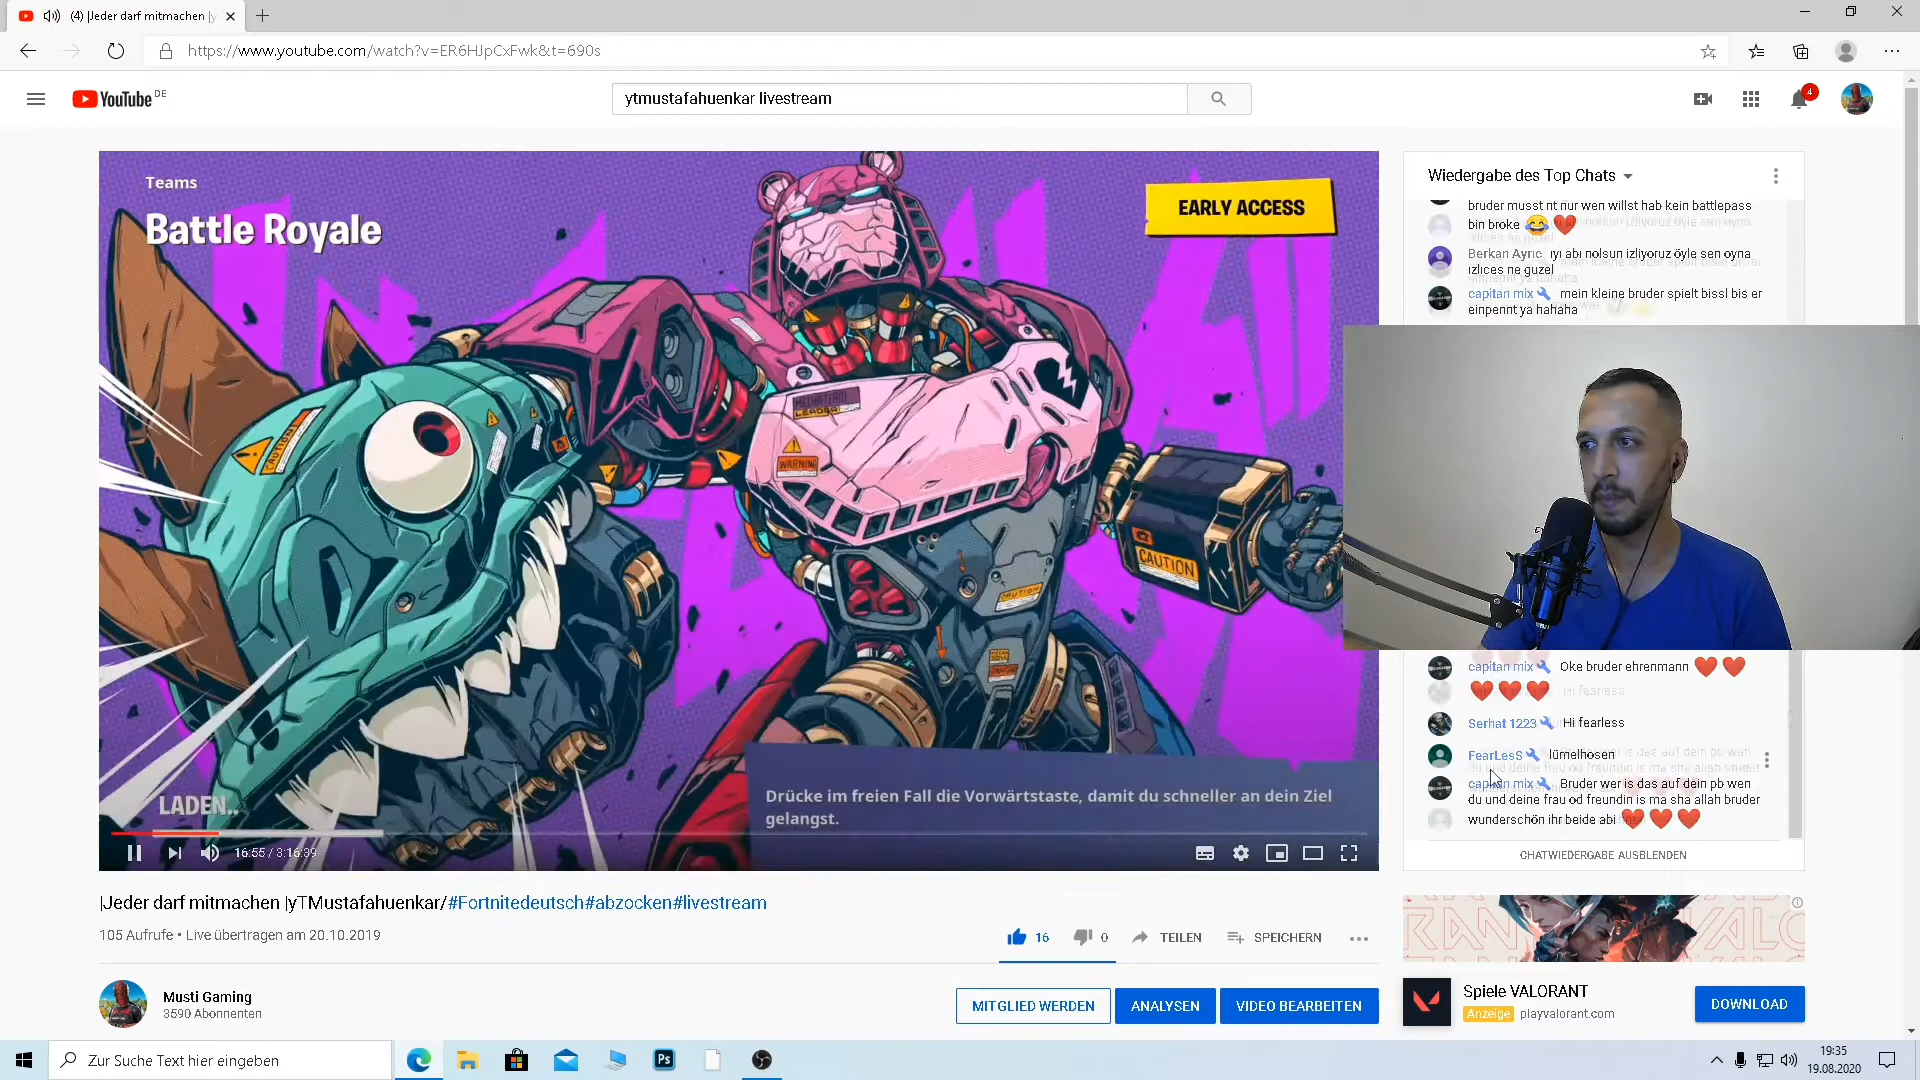 (4) |Jeder darf mitmachen |y
https://www.youtube.com/watch?v=ER6HJpCxFwk&t=690s
YouTube DE
ytmustafahuenkar livestream
4
Teams
Battle Royale
EARLY ACCESS
MECHA TEAM
LEADER
CAUTION
WARNING
CAUTION
CAUTION
LADEN..
Drücke im freien Fall die Vorwärtstaste, damit du schneller an dein Ziel
gelangst.
16:55 / 3:16:39
Wiedergabe des Top Chats
bruder musst nt nur wen willst hab kein battlepass
bin broke 😂❤️
Berkan Ayric ıyı abı nolsun izliyoruz öyle sen oyna
ızlıces ne guzel
capitan mix mein kleine bruder spielt bissl bis er
einpennt ya hahaha
capitan mix Oke bruder ehrenmann ❤️❤️
❤️❤️❤️
Serhat 1223 Hi fearless
FearLesS lümelhosen
capitan mix Bruder wer is das auf dein pb wen
du und deine frau od freundin is ma sha allah bruder
wunderschön ihr beide abi ❤️❤️❤️
CHATWIEDERGABE AUSBLENDEN
|Jeder darf mitmachen |yTMustafahuenkar/#Fortnitedeutsch#abzocken#livestream
105 Aufrufe • Live übertragen am 20.10.2019
16
0
TEILEN
SPEICHERN
Musti Gaming
3590 Abonnenten
MITGLIED WERDEN
ANALYSEN
VIDEO BEARBEITEN
Spiele VALORANT
Anzeige playvalorant.com
DOWNLOAD
Zur Suche Text hier eingeben
Ps
19:35
19.08.2020